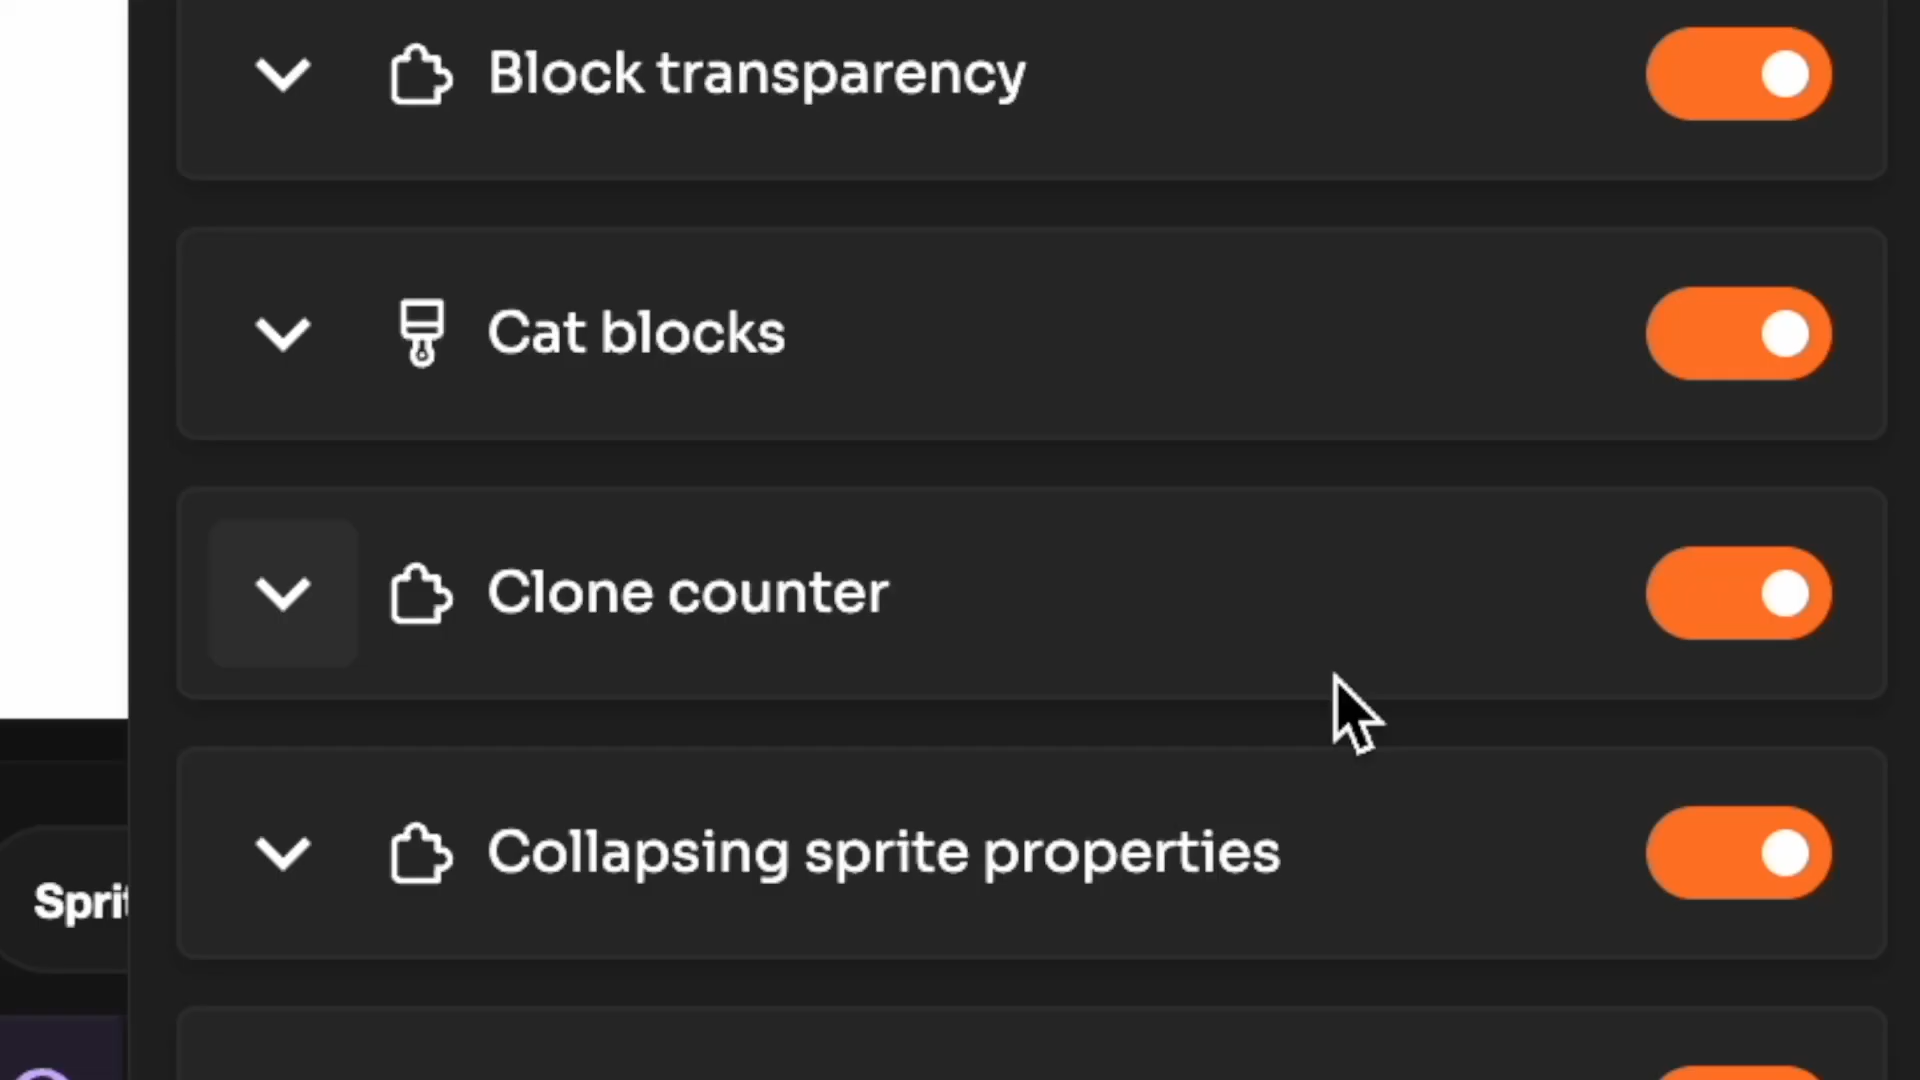 Block transparency
Cat blocks
Clone counter
Collapsing sprite properties